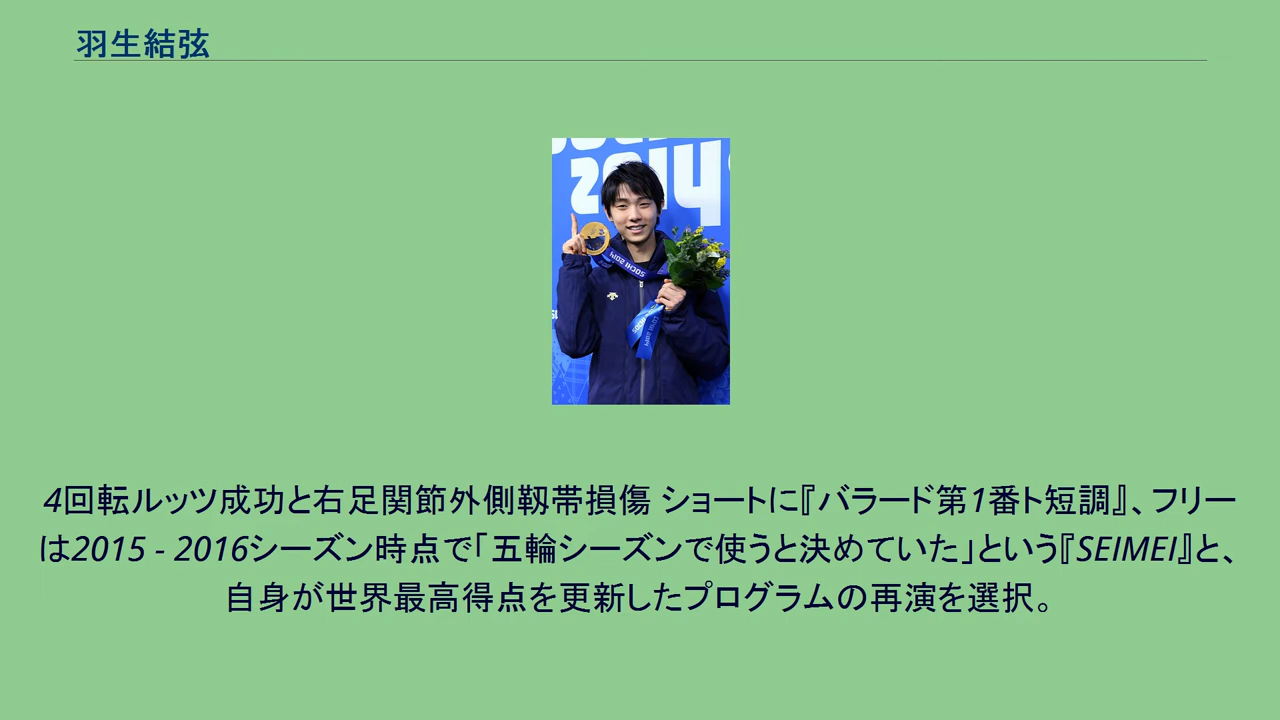 羽生結弦
2014
SOCHI 2014
4回転ルッツ成功と右足関節外側靱帯損傷 ショートに『バラード第1番ト短調』、フリー
は2015 - 2016シーズン時点で「五輪シーズンで使うと決めていた」という『SEIMEI』と、
自身が世界最高得点を更新したプログラムの再演を選択。